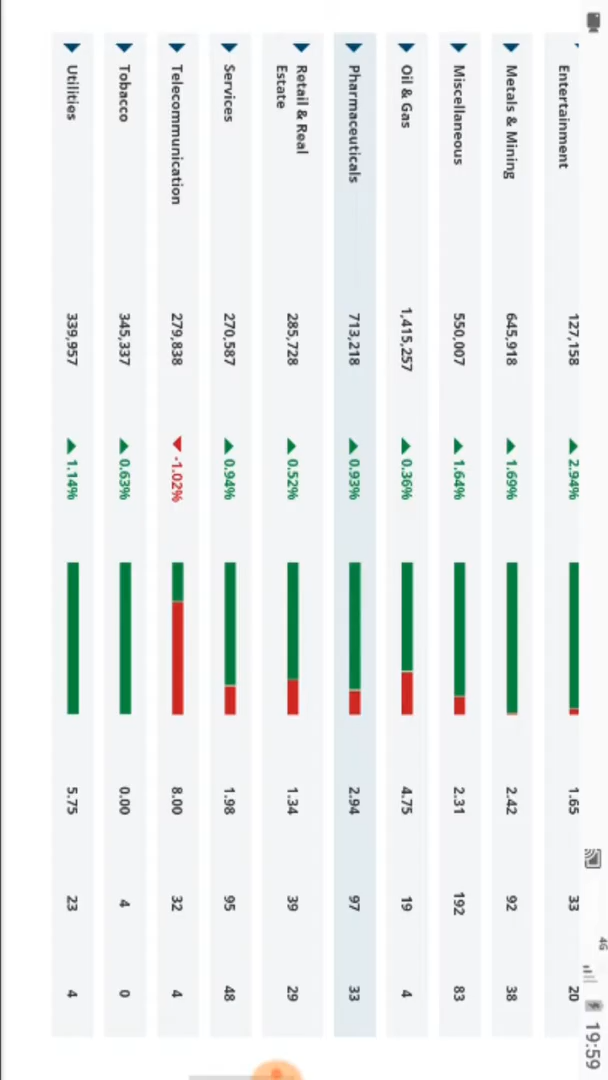 4G 19:59
Entertainment 127,158 2.94% 1.65 33 20
Metals & Mining 645,918 1.69% 2.42 92 38
Miscellaneous 550,007 1.64% 2.31 192 83
Oil & Gas 1,415,257 0.36% 4.75 19 4
Pharmaceuticals 713,218 0.93% 2.94 97 33
Retail & Real
Estate 285,728 0.52% 1.34 39 29
Services 270,587 0.94% 1.98 95 48
Telecommunication 279,838 -1.02% 8.00 32 4
Tobacco 345,337 0.63% 0.00 4 0
Utilities 339,957 1.14% 5.75 23 4